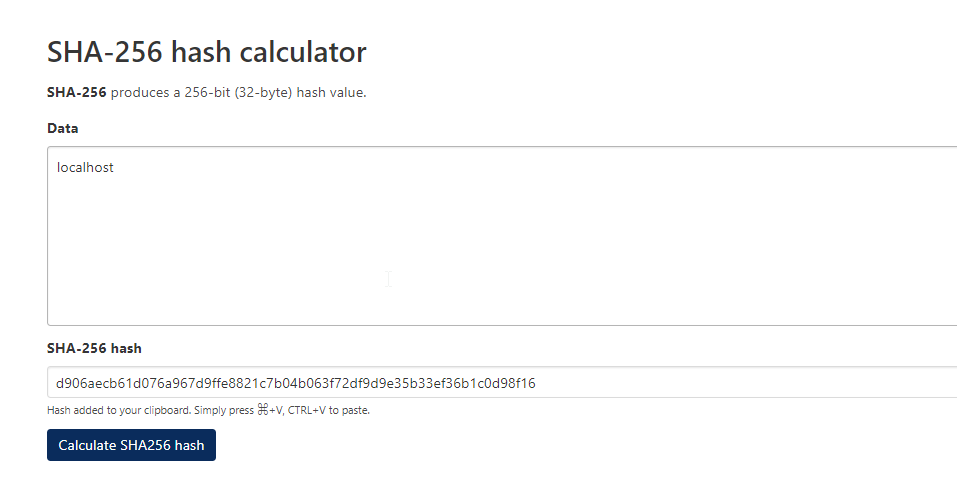 SHA-256 hash calculator
SHA-256 produces a 256-bit (32-byte) hash value.
Data
localhost
SHA-256 hash
d906aecb61d076a967d9ffe8821c7b04b063f72df9d9e35b33ef36b1c0d98f16
Hash added to your clipboard. Simply press ⌘+V, CTRL+V to paste.
Calculate SHA256 hash